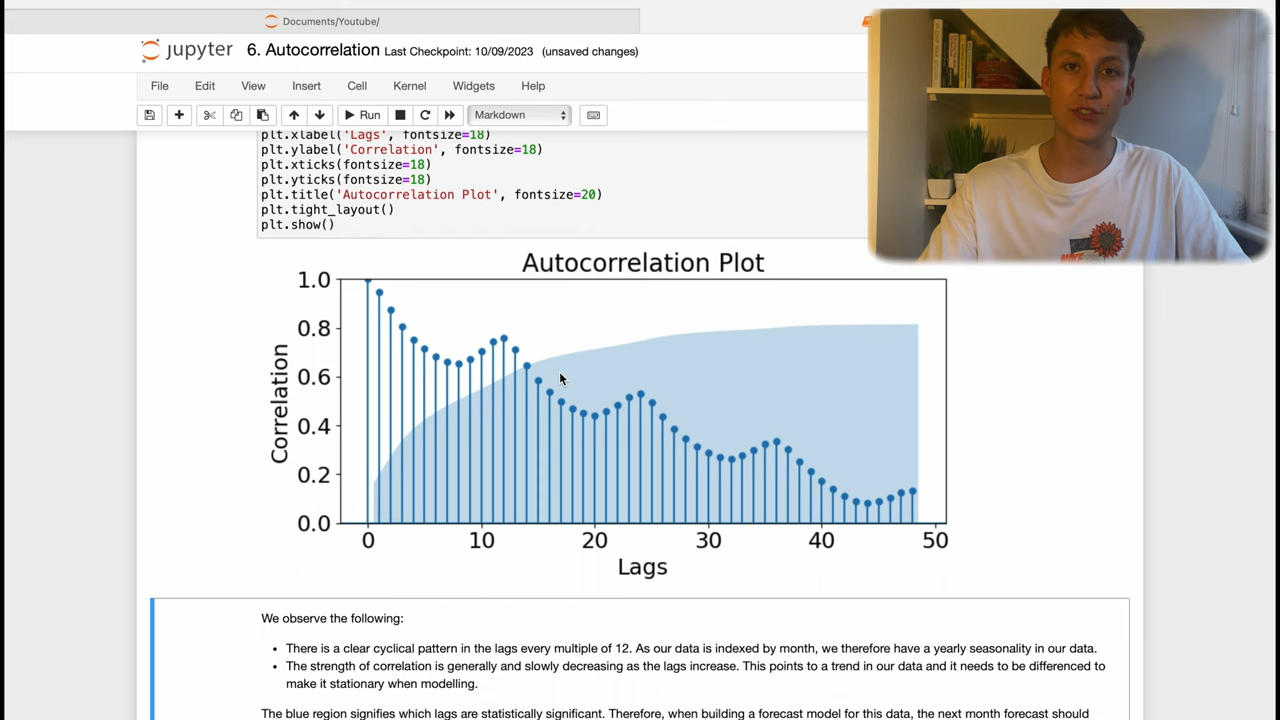 Documents/Youtube/
jupyter 6. Autocorrelation Last Checkpoint: 10/09/2023 (unsaved changes)
File Edit View Insert Cell Kernel Widgets Help
Run Markdown
plt.xlabel('Lags', fontsize=18)
plt.ylabel('Correlation', fontsize=18)
plt.xticks(fontsize=18)
plt.yticks(fontsize=18)
plt.title('Autocorrelation Plot', fontsize=20)
plt.tight_layout()
plt.show()
Autocorrelation Plot
1.0
0.8
0.6
0.4
0.2
0.0
Correlation
0 10 20 30 40 50
Lags
We observe the following:
• There is a clear cyclical pattern in the lags every multiple of 12. As our data is indexed by month, we therefore have a yearly seasonality in our data.
• The strength of correlation is generally and slowly decreasing as the lags increase. This points to a trend in our data and it needs to be differenced to
make it stationary when modelling.
The blue region signifies which lags are statistically significant. Therefore, when building a forecast model for this data, the next month forecast should